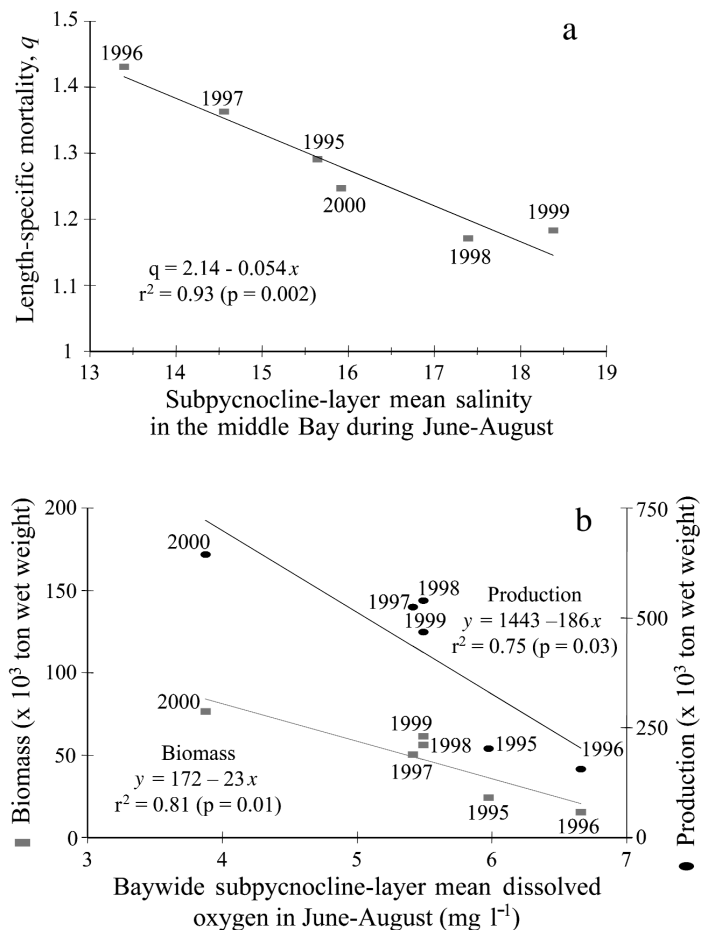 a
Length-specific mortality, q
1.5
1.4
1.3
1.2
1.1
1
1996
1997
1995
2000
1998
1999
q = 2.14 - 0.054x
r² = 0.93 (p = 0.002)
13 14 15 16 17 18 19
Subpycnocline-layer mean salinity
in the middle Bay during June-August
b
Biomass (x 10³ ton wet weight)
200
150
100
50
0
Production (x 10³ ton wet weight)
750
500
250
0
2000
1997
1998
1999
1995
1996
Production
y = 1443 – 186x
r² = 0.75 (p = 0.03)
2000
1999
1998
1997
1995
1996
Biomass
y = 172 – 23x
r² = 0.81 (p = 0.01)
3 4 5 6 7
Baywide subpycnocline-layer mean dissolved
oxygen in June-August (mg l⁻¹)